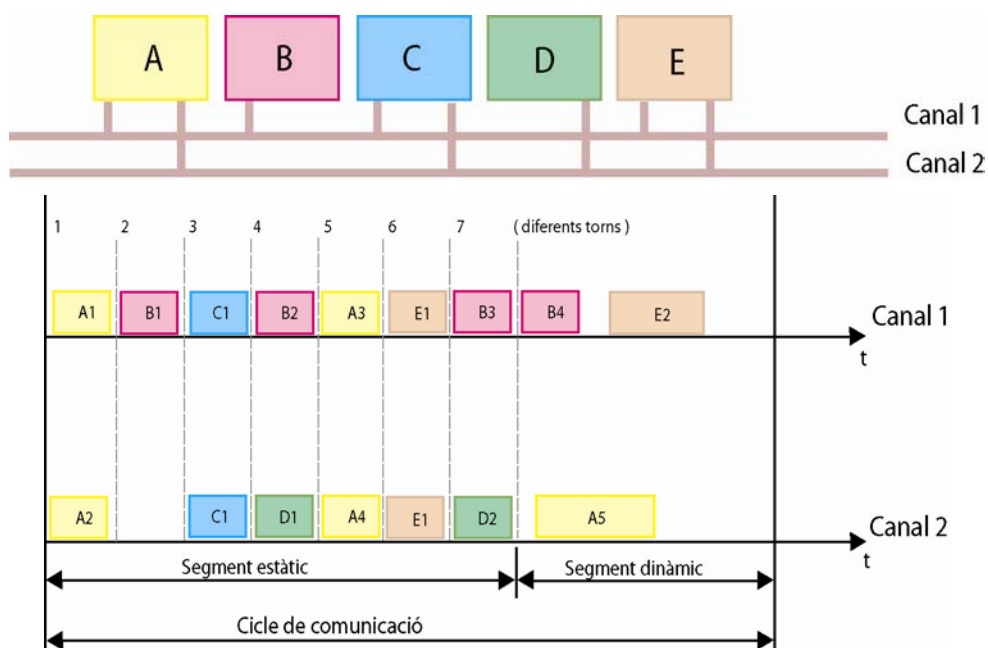 A B C D E
Canal 1
Canal 2
1 2 3 4 5 6 7 ( diferents torns )
A1 B1 C1 B2 A3 E1 B3 B4 E2
Canal 1
t
A2 C1 D1 A4 E1 D2 A5
Canal 2
t
Segment estàtic Segment dinàmic
Cicle de comunicació